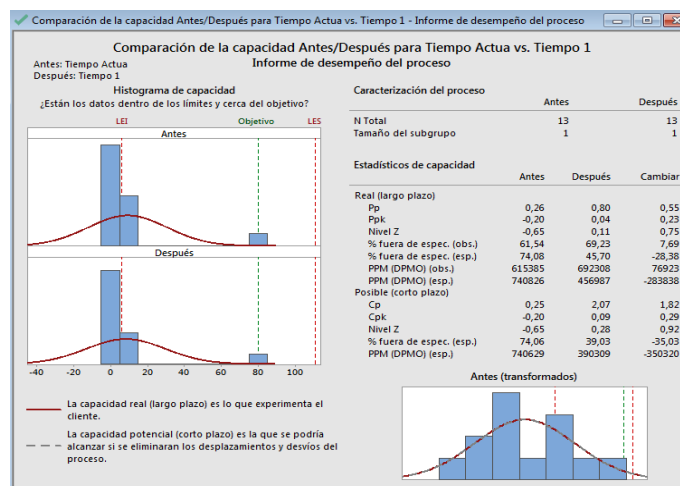 Comparación de la capacidad Antes/Después para Tiempo Actua vs. Tiempo 1 - Informe de desempeño del proceso
Comparación de la capacidad Antes/Después para Tiempo Actua vs. Tiempo 1
Informe de desempeño del proceso
Antes: Tiempo Actua
Después: Tiempo 1
Histograma de capacidad
¿Están los datos dentro de los límites y cerca del objetivo?
LEI Objetivo LES
Antes
Después
-40 -20 0 20 40 60 80 100
La capacidad real (largo plazo) es lo que experimenta el
cliente.
La capacidad potencial (corto plazo) es la que se podría
alcanzar si se eliminaran los desplazamientos y desvíos del
proceso.
Caracterización del proceso
Antes Después
N Total 13 13
Tamaño del subgrupo 1 1
Estadísticos de capacidad
Antes Después Cambiar
Real (largo plazo)
Pp 0,26 0,80 0,55
Ppk -0,20 0,04 0,23
Nivel Z -0,65 0,11 0,75
% fuera de espec. (obs.) 61,54 69,23 7,69
% fuera de espec. (esp.) 74,08 45,70 -28,38
PPM (DPMO) (obs.) 615385 692308 76923
PPM (DPMO) (esp.) 740826 456987 -283838
Posible (corto plazo)
Cp 0,25 2,07 1,82
Cpk -0,20 0,09 0,29
Nivel Z -0,65 0,28 0,92
% fuera de espec. (esp.) 74,06 39,03 -35,03
PPM (DPMO) (esp.) 740629 390309 -350320
Antes (transformados)